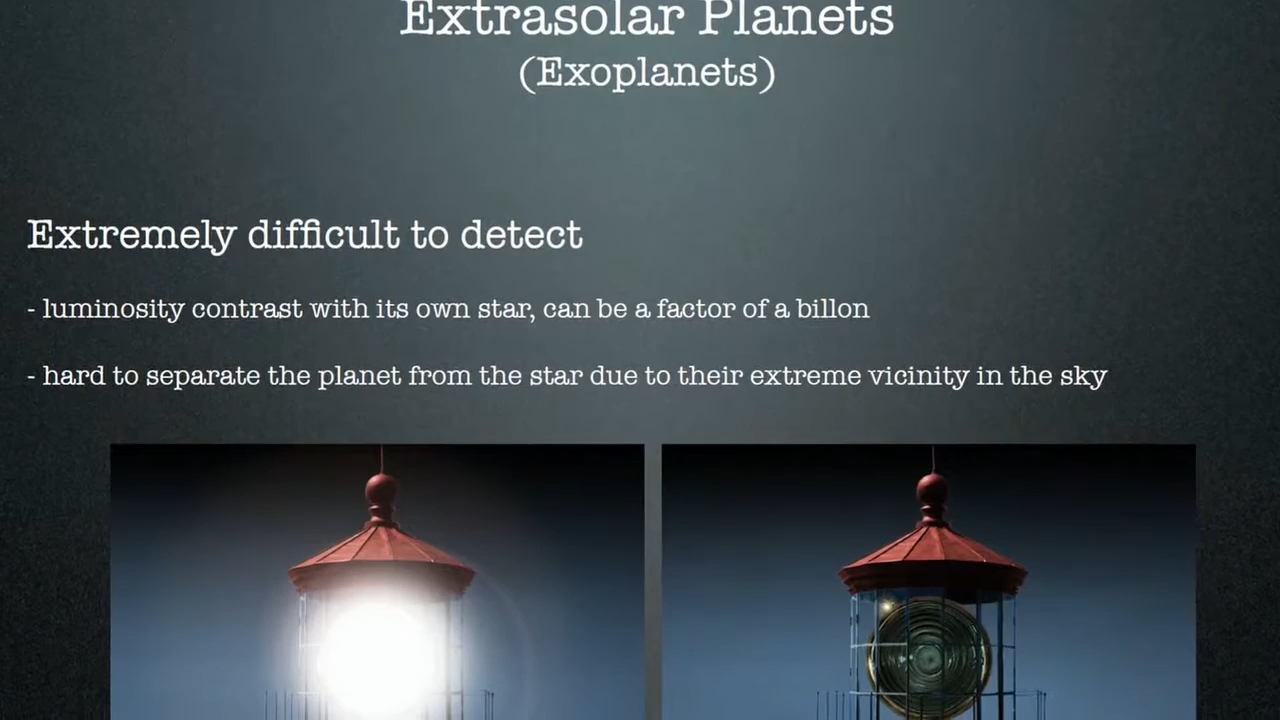 Extrasolar Planets
(Exoplanets)
Extremely difficult to detect
- luminosity contrast with its own star, can be a factor of a billon
- hard to separate the planet from the star due to their extreme vicinity in the sky